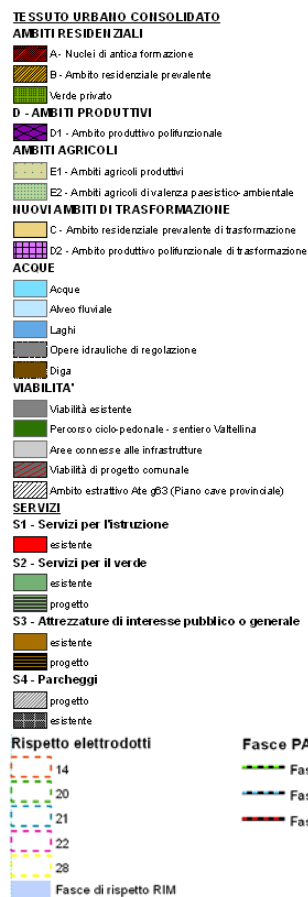 TESSUTO URBANO CONSOLIDATO
AMBITI RESIDENZIALI
A- Nuclei di antica formazione
B - Ambito residenziale prevalente
Verde privato
D - AMBITI PRODUTTIVI
D1 - Ambito produttivo polifunzionale
AMBITI AGRICOLI
E1 - Ambiti agricoli produttivi
E2 - Ambiti agricoli di valenza paesistico-ambientale
NUOVI AMBITI DI TRASFORMAZIONE
C - Ambito residenziale prevalente di trasformazione
D2 - Ambito produttivo polifunzionale di trasformazione
ACQUE
Acque
Alveo fluviale
Laghi
Opere idrauliche di regolazione
Diga
VIABILITA'
Viabilità esistente
Percorso ciclo-pedonale - sentiero Valtellina
Aree connesse alle infrastrutture
Viabilità di progetto comunale
Ambito estrattivo Ate g63 (Piano cave provinciale)
SERVIZI
S1 - Servizi per l'istruzione
esistente
S2 - Servizi per il verde
esistente
progetto
S3 - Attrezzature di interesse pubblico o generale
esistente
progetto
S4 - Parcheggi
progetto
esistente
Rispetto elettrodotti
14
20
21
22
28
Fasce di rispetto RIM
Fasce PA
Fas
Fas
Fas